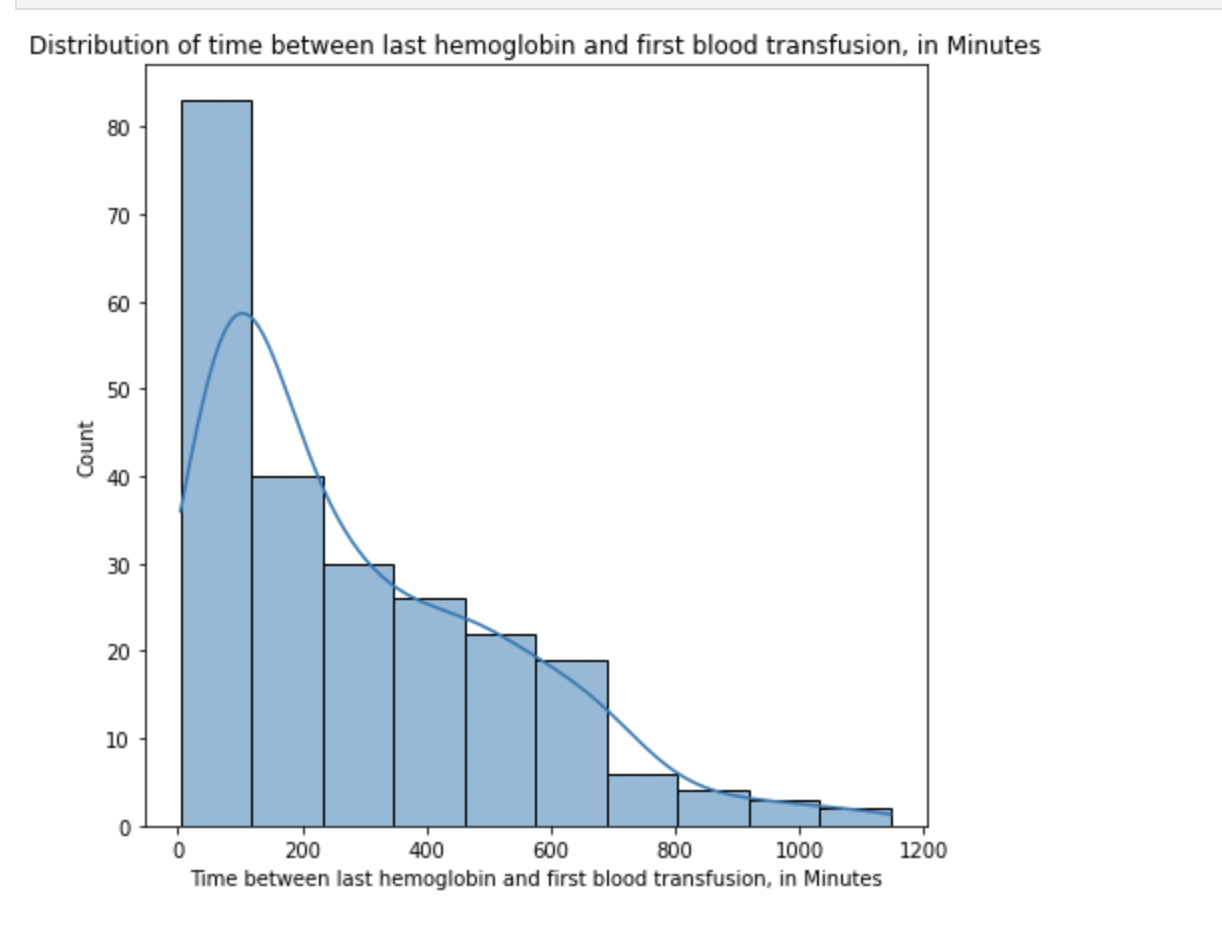 Distribution of time between last hemoglobin and first blood transfusion, in Minutes
80
70
60
50
40
30
20
10
0
Count
0 200 400 600 800 1000 1200
Time between last hemoglobin and first blood transfusion, in Minutes